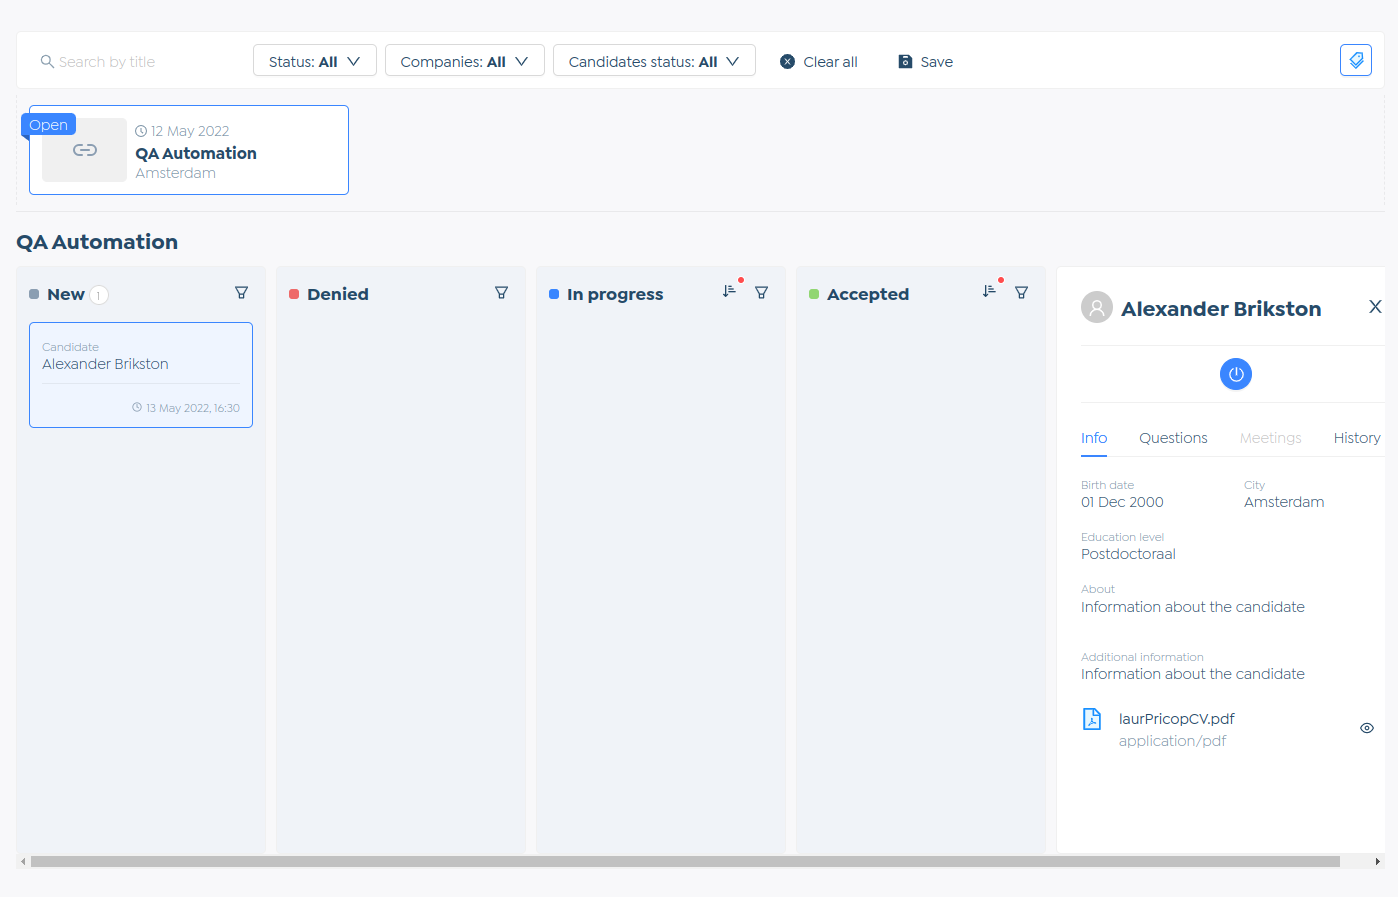 Search by title
Status: All
Companies: All
Candidates status: All
Clear all
Save
Open
12 May 2022
QA Automation
Amsterdam
QA Automation
New 1
Denied
In progress
Accepted
Candidate
Alexander Brikston
13 May 2022, 16:30
Alexander Brikston
X
Info
Questions
Meetings
History
Birth date
01 Dec 2000
City
Amsterdam
Education level
Postdoctoraal
About
Information about the candidate
Additional information
Information about the candidate
laurPricopCV.pdf
application/pdf